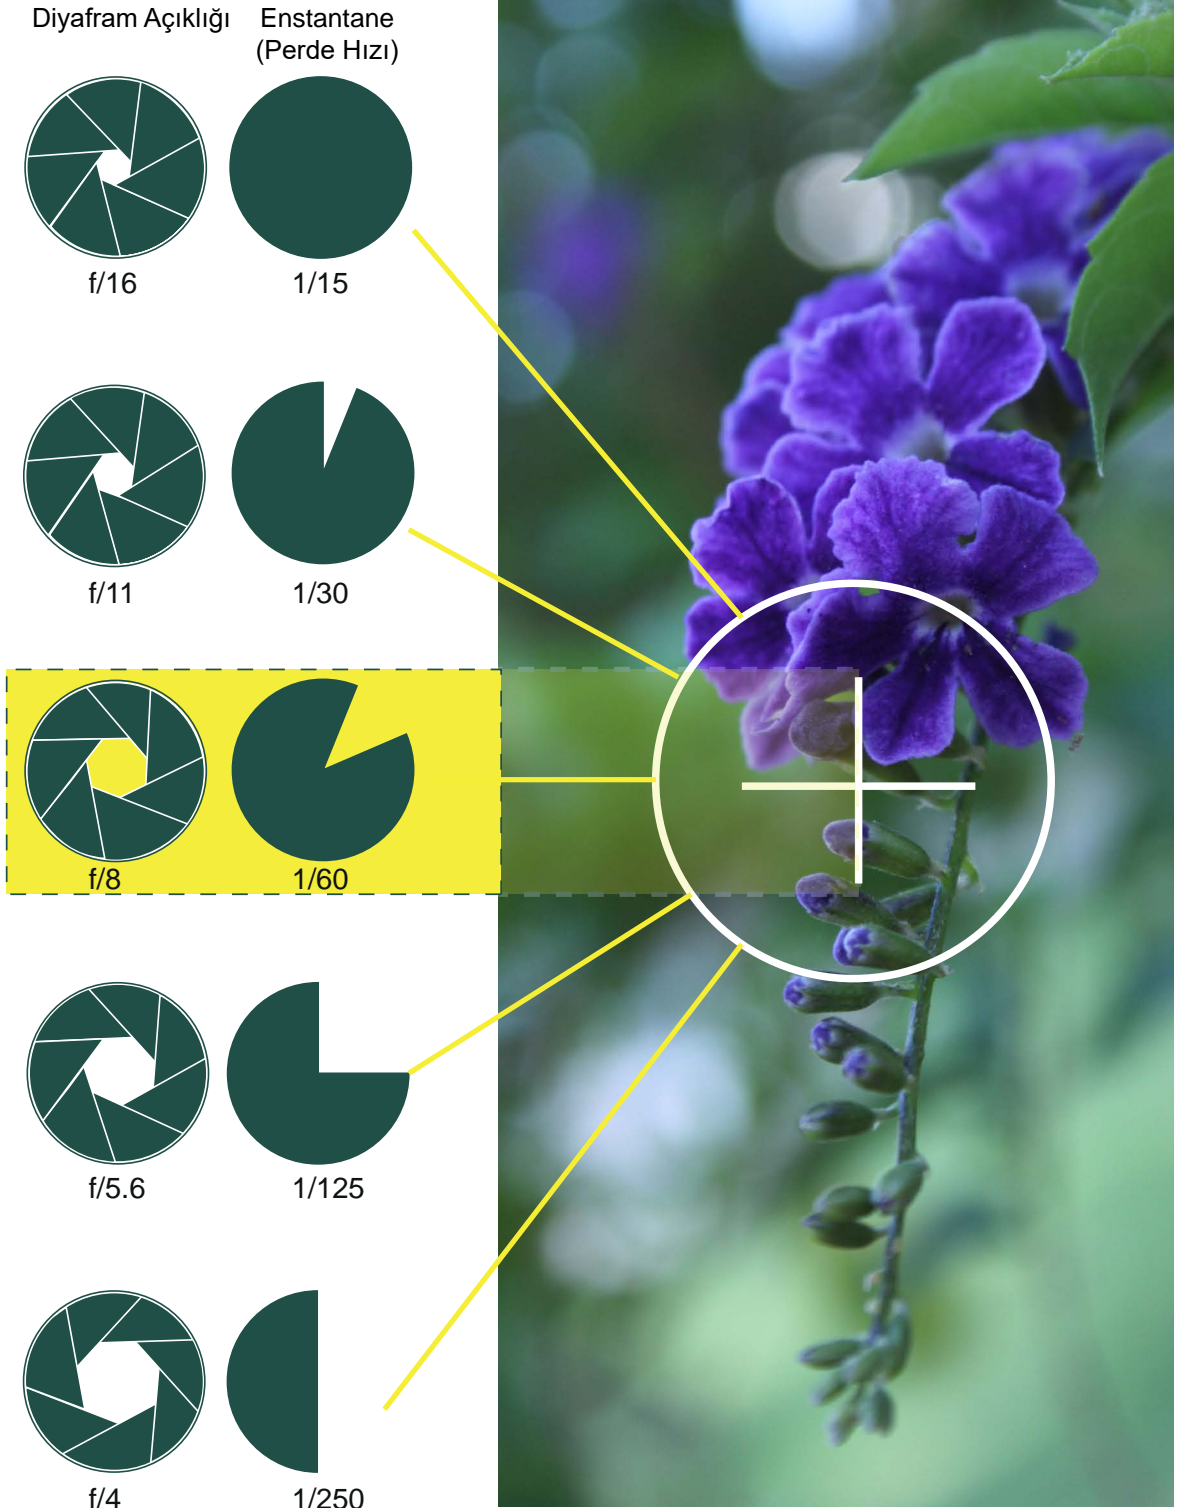 Diyafram Açıklığı
Enstantane
(Perde Hızı)
f/16
1/15
f/11
1/30
f/8
1/60
f/5.6
1/125
f/4
1/250